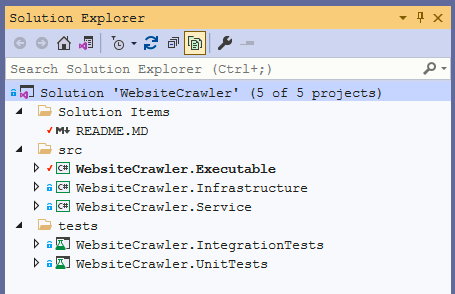 Solution Explorer
Search Solution Explorer (Ctrl+;)
Solution 'WebsiteCrawler' (5 of 5 projects)
Solution Items
M↓ README.MD
src
C# WebsiteCrawler.Executable
C# WebsiteCrawler.Infrastructure
C# WebsiteCrawler.Service
tests
WebsiteCrawler.IntegrationTests
WebsiteCrawler.UnitTests